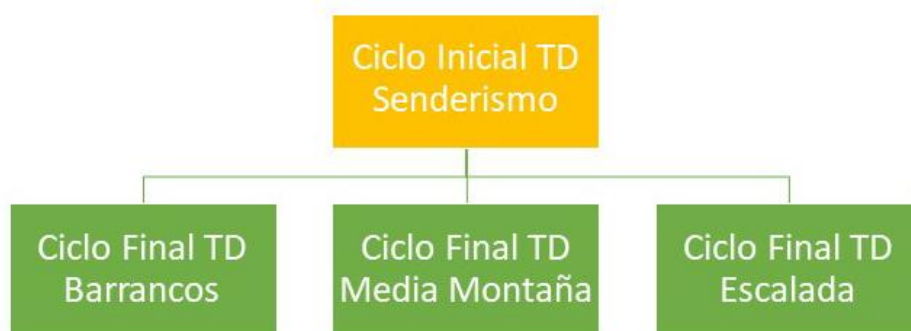 Ciclo Inicial TD
Senderismo
Ciclo Final TD
Barrancos
Ciclo Final TD
Media Montaña
Ciclo Final TD
Escalada